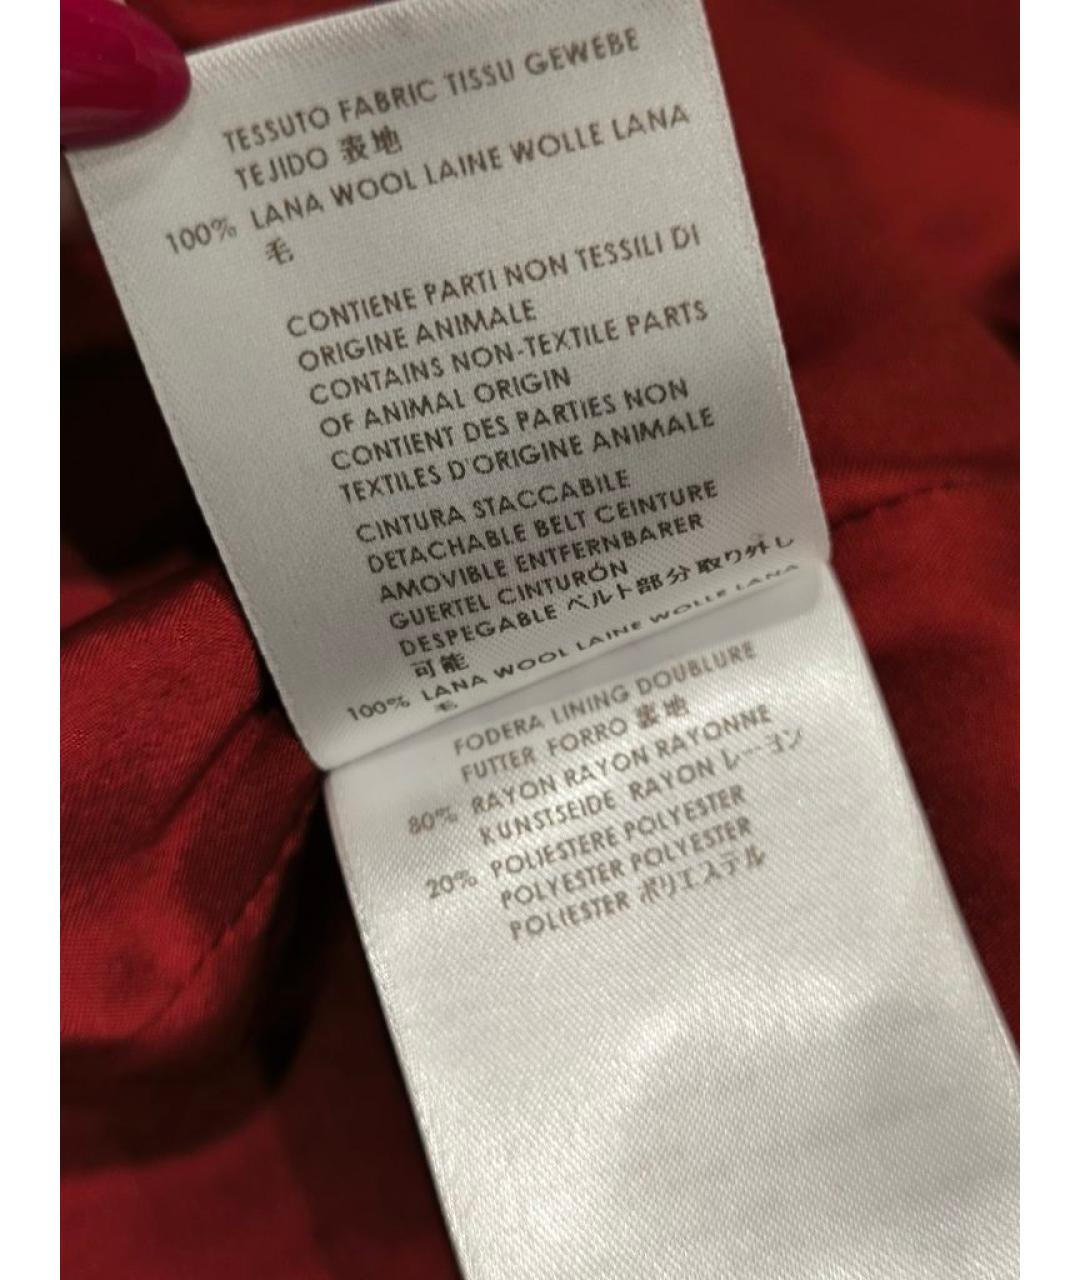 TESSUTO FABRIC TISSU GEWEBE
TEJIDO 表地
100% LANA WOOL LAINE WOLLE LANA
毛
CONTIENE PARTI NON TESSILI DI
ORIGINE ANIMALE
CONTAINS NON-TEXTILE PARTS
OF ANIMAL ORIGIN
CONTIENT DES PARTIES NON
TEXTILES D'ORIGINE ANIMALE
CINTURA STACCABILE
DETACHABLE BELT CEINTURE
AMOVIBLE ENTFERNBARER
GUERTEL CINTURÓN
DESPEGABLE ベルト部分取り外し
可能
100% LANA WOOL LAINE WOLLE LANA
毛
FODERA LINING DOUBLURE
FUTTER FORRO 裏地
80% RAYON RAYON RAYONNE
KUNSTSEIDE RAYON レーヨン
20% POLIESTERE POLYESTER
POLYESTER POLYESTER
POLIESTER ポリエステル